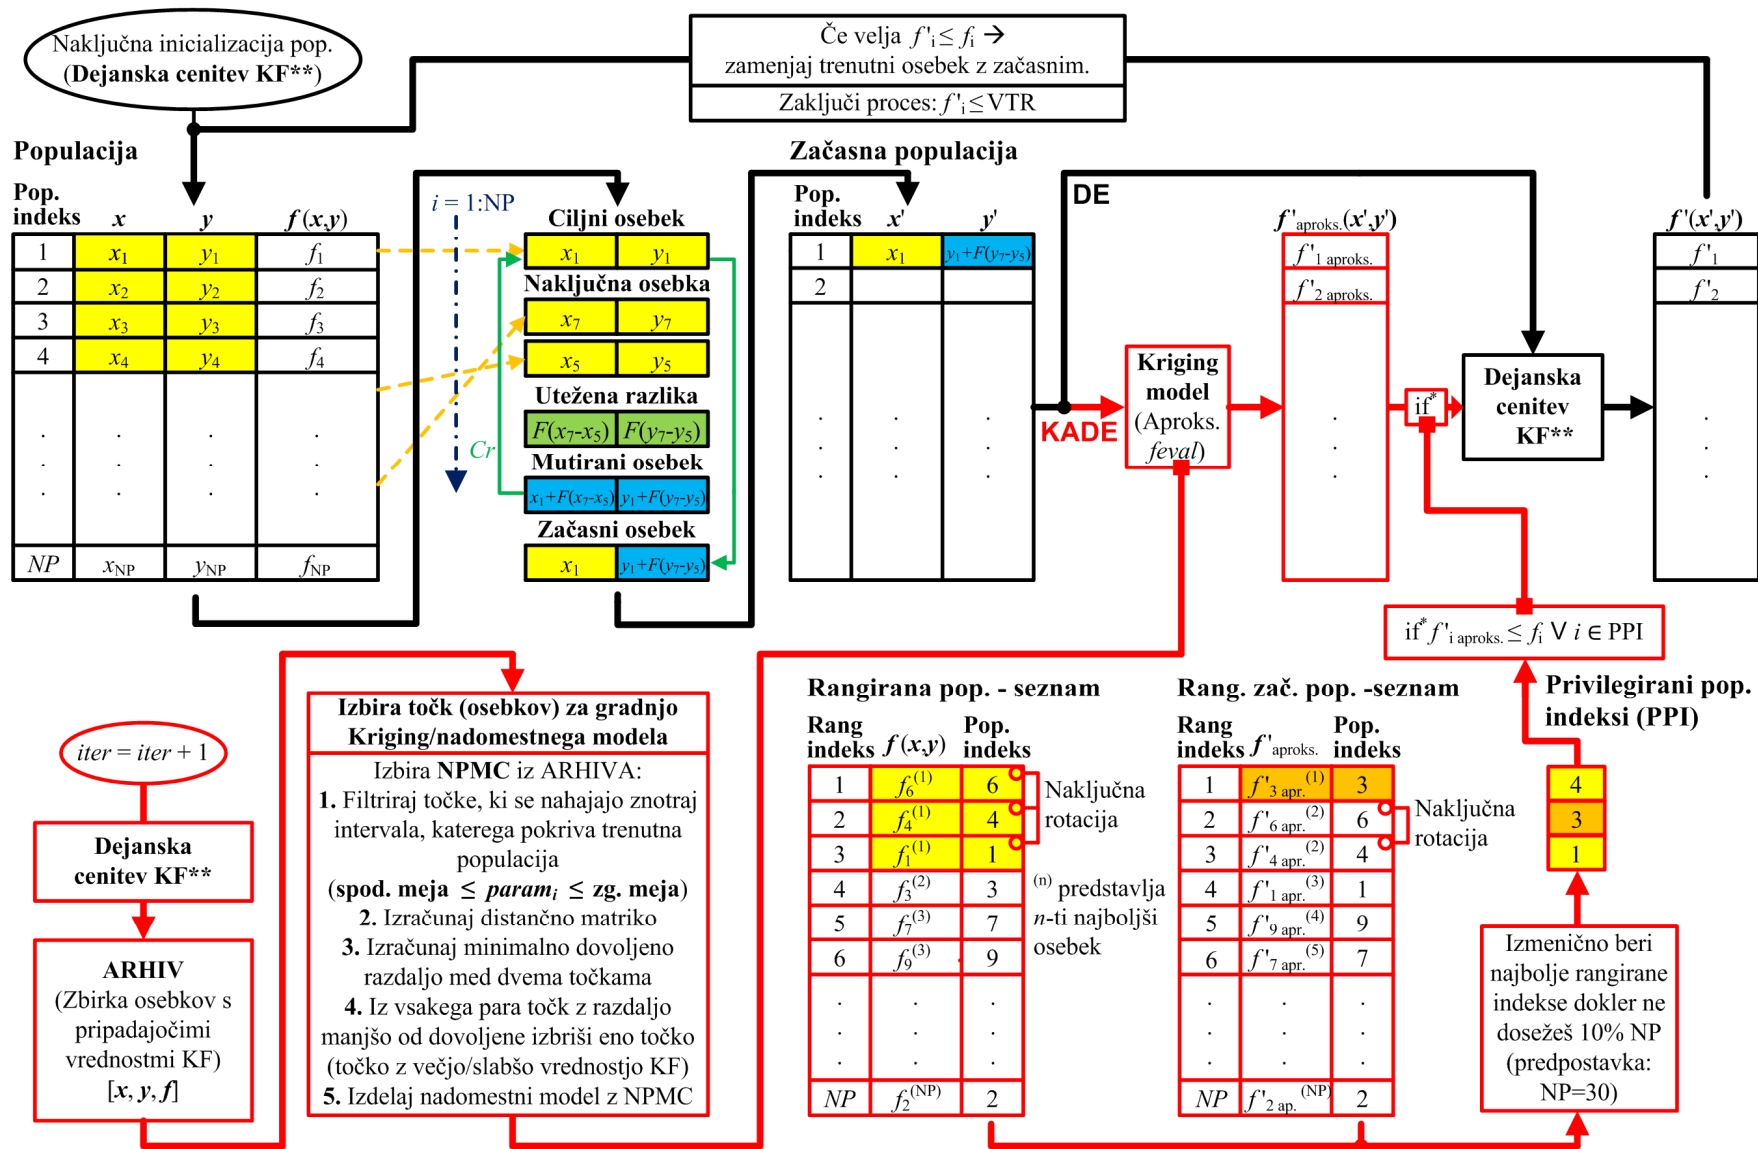 Naključna inicializacija pop.
(Dejanska cenitev KF**)
Če velja f'i ≤ fi →
zamenjaj trenutni osebek z začasnim.
Zaključi proces: f'i ≤ VTR
Populacija
Pop.
indeks x y f(x,y)
1 x1 y1 f1
2 x2 y2 f2
3 x3 y3 f3
4 x4 y4 f4
. . . .
. . . .
. . . .
NP xNP yNP fNP
i = 1:NP
Ciljni osebek
x1 y1
Naključna osebka
x7 y7
x5 y5
Utežena razlika
F(x7-x5) F(y7-y5)
Cr
Mutirani osebek
x1+F(x7-x5) y1+F(y7-y5)
Začasni osebek
x1 y1+F(y7-y5)
Začasna populacija
Pop.
indeks x' y'
1 x1 y1+F(y7-y5)
2
. . .
. . .
. . .
DE
KADE
Kriging
model
(Aproks.
feval)
f'aproks.(x',y')
f'1 aproks.
f'2 aproks.
.
.
.
if*
Dejanska
cenitev
KF**
f'(x',y')
f'1
f'2
.
.
.
if* f'i aproks. ≤ fi V i ∈ PPI
iter = iter + 1
Dejanska
cenitev KF**
ARHIV
(Zbirka osebkov s
pripadajočimi
vrednostmi KF)
[x, y, f]
Izbira točk (osebkov) za gradnjo
Kriging/nadomestnega modela
Izbira NPMC iz ARHIVA:
1. Filtriraj točke, ki se nahajajo znotraj
intervala, katerega pokriva trenutna
populacija
(spod. meja ≤ parami ≤ zg. meja)
2. Izračunaj distančno matriko
3. Izračunaj minimalno dovoljeno
razdaljo med dvema točkama
4. Iz vsakega para točk z razdaljo
manjšo od dovoljene izbriši eno točko
(točko z večjo/slabšo vrednostjo KF)
5. Izdelaj nadomestni model z NPMC
Rangirana pop. - seznam
Rang Pop.
indeks f(x,y) indeks
1 f6(1) 6
2 f4(1) 4
3 f1(1) 1
4 f3(2) 3
5 f7(3) 7
6 f9(3) 9
. . .
. . .
. . .
NP f2(NP) 2
Naključna
rotacija
(n) predstavlja
n-ti najboljši
osebek
Rang. zač. pop. -seznam
Rang Pop.
indeks f'aproks. indeks
1 f'3 apr.(1) 3
2 f'6 apr.(2) 6
3 f'4 apr.(2) 4
4 f'1 apr.(3) 1
5 f'9 apr.(4) 9
6 f'7 apr.(5) 7
. . .
. . .
. . .
NP f'2 ap.(NP) 2
Naključna
rotacija
Privilegirani pop.
indeksi (PPI)
4
3
1
Izmenično beri
najbolje rangirane
indekse dokler ne
dosežeš 10% NP
(predpostavka:
NP=30)